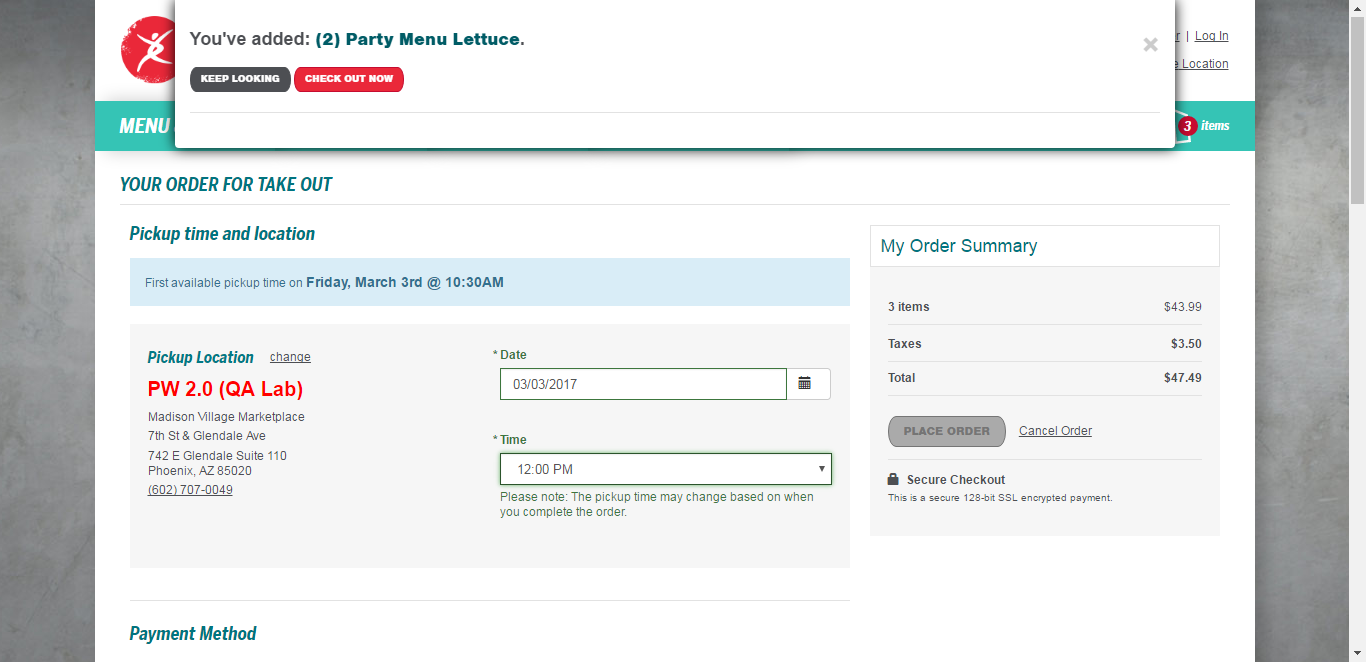 You've added: (2) Party Menu Lettuce.
KEEP LOOKING CHECK OUT NOW
| Log In
Location
MENU
3 items
YOUR ORDER FOR TAKE OUT
Pickup time and location
First available pickup time on Friday, March 3rd @ 10:30AM
Pickup Location change
PW 2.0 (QA Lab)
Madison Village Marketplace
7th St & Glendale Ave
742 E Glendale Suite 110
Phoenix, AZ 85020
(602) 707-0049
* Date
03/03/2017
* Time
12:00 PM
Please note: The pickup time may change based on when
you complete the order.
My Order Summary
3 items $43.99
Taxes $3.50
Total $47.49
PLACE ORDER Cancel Order
Secure Checkout
This is a secure 128-bit SSL encrypted payment.
Payment Method